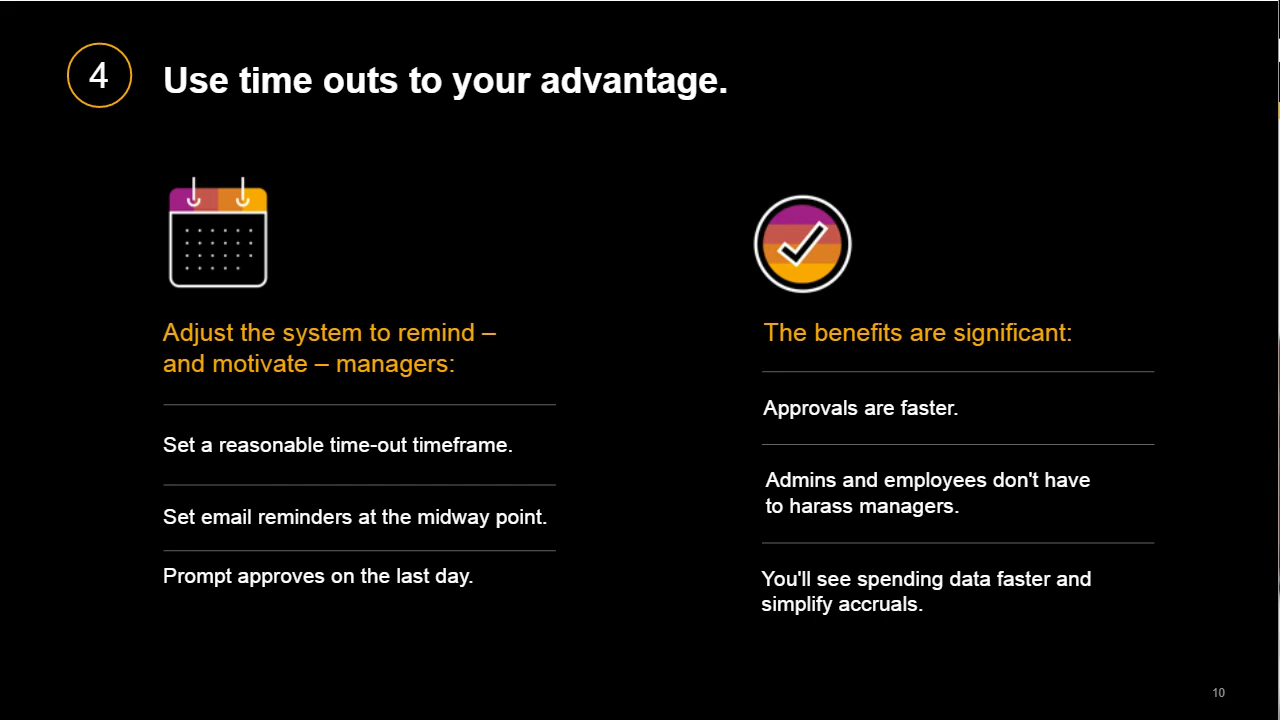 4
Use time outs to your advantage.
Adjust the system to remind –
and motivate – managers:
Set a reasonable time-out timeframe.
Set email reminders at the midway point.
Prompt approves on the last day.
The benefits are significant:
Approvals are faster.
Admins and employees don't have
to harass managers.
You'll see spending data faster and
simplify accruals.
10